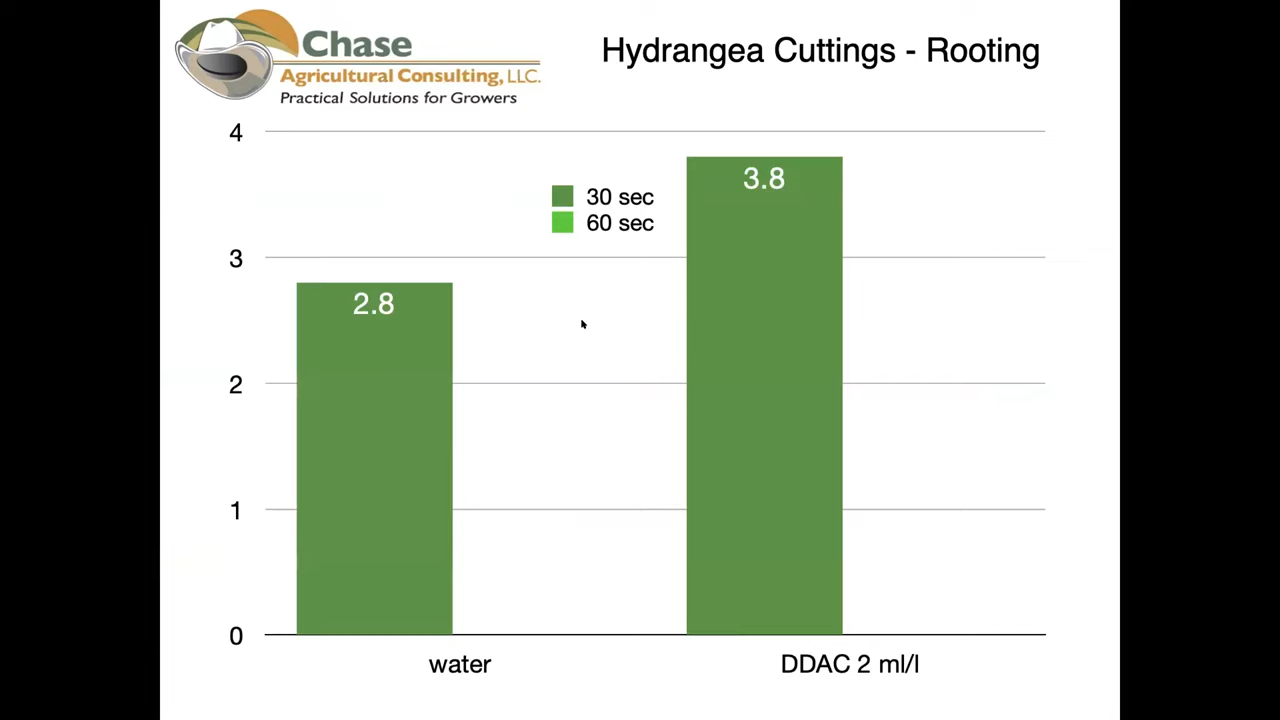 Chase
Agricultural Consulting, LLC.
Practical Solutions for Growers
Hydrangea Cuttings - Rooting
4
3
2
1
0
30 sec
60 sec
2.8
3.8
water
DDAC 2 ml/l